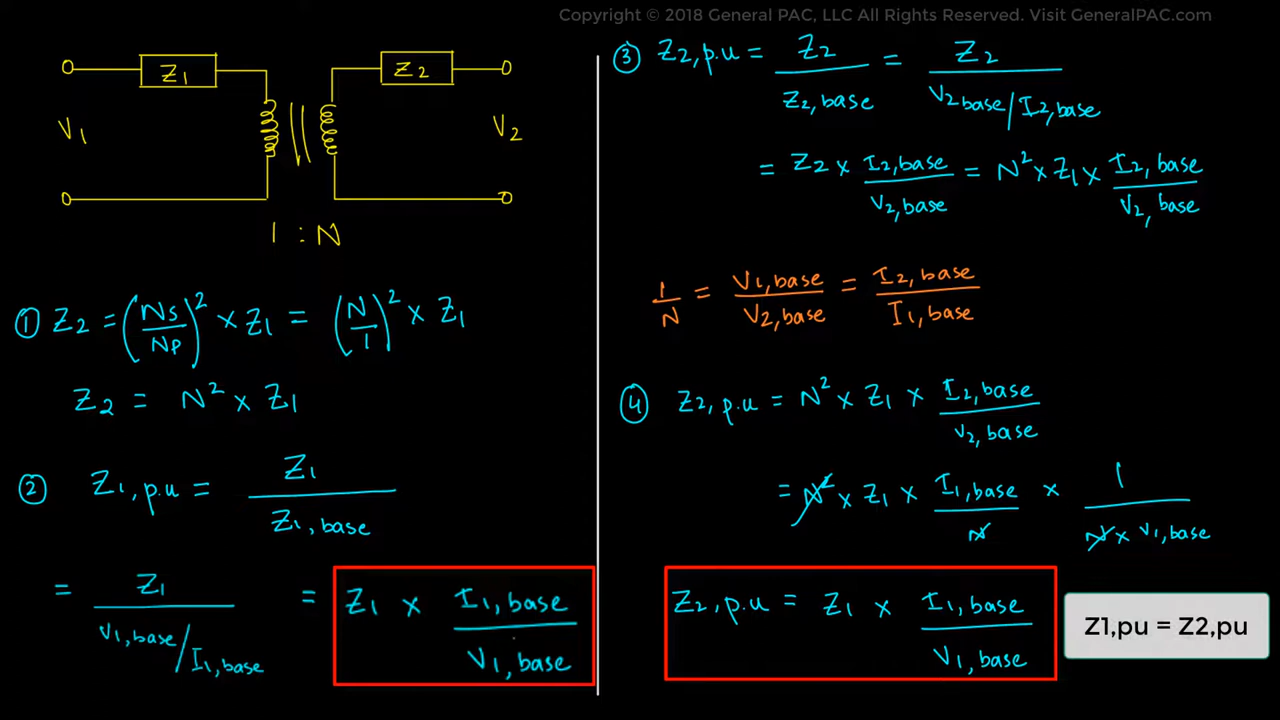 Copyright © 2018 General PAC, LLC All Rights Reserved. Visit GeneralPAC.com
Z1
Z2
V1
V2
1 : N
① Z2 = (Ns/Np)² × Z1 = (N/1)² × Z1
Z2 = N² × Z1
② Z1, p.u = Z1 / Z1, base
= Z1 / (V1, base / I1, base) = Z1 × I1, base / V1, base
③ Z2, p.u = Z2 / Z2, base = Z2 / (V2 base / I2, base)
= Z2 × I2, base / V2, base = N² × Z1 × I2, base / V2, base
1/N = V1, base / V2, base = I2, base / I1, base
④ Z2, p.u = N² × Z1 × I2, base / V2, base
= N² × Z1 × I1, base / N × 1 / (N × V1, base)
Z2, p.u = Z1 × I1, base / V1, base
Z1,pu = Z2,pu